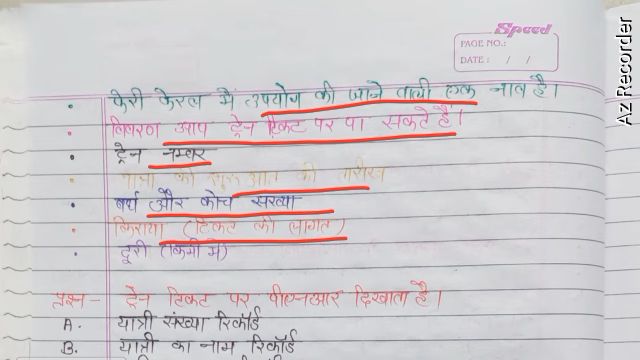 Speed
PAGE NO.:
DATE: / /
Az Recorder
• फेरी केरल में उपयोग की जाने वाली एक नाव है।
• विवरण आप ट्रेन टिकट पर पा सकते हैं।
• ट्रेन नम्बर
• यात्रा की शुरुआत की तारीख
• बर्थ और कोच संख्या
• किराया (टिकट की लागत)
• दूरी (किमी में)
प्रश्न - ट्रेन टिकट पर पीएनआर दिखाता है।
A. यात्री संख्या रिकॉर्ड
B. यात्री का नाम रिकॉर्ड